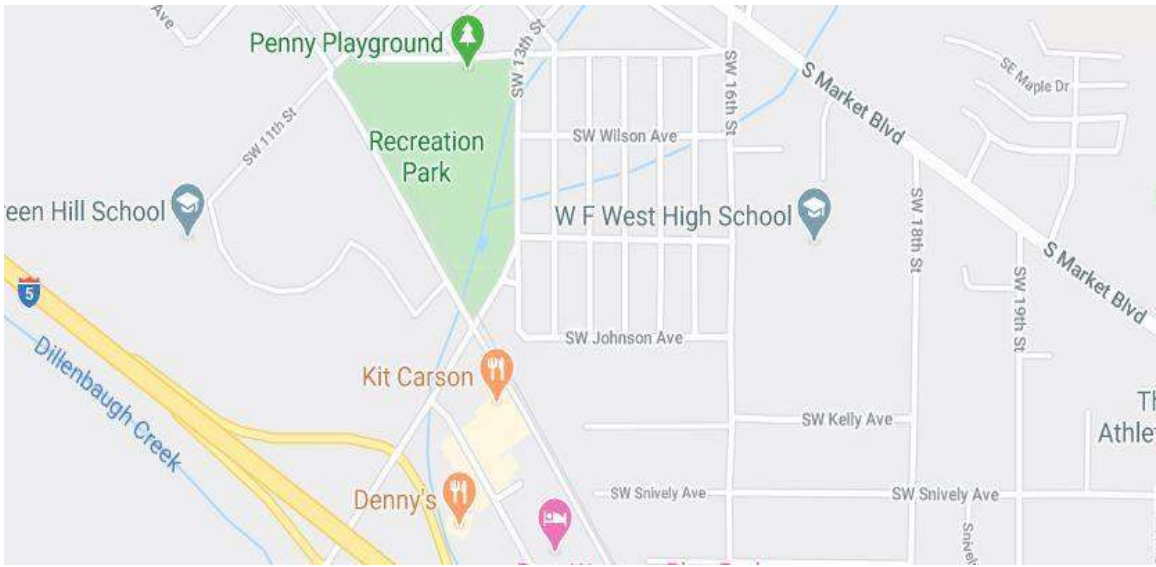 Ave
Penny Playground
SW 13th St
S Market Blvd
SE Maple Dr
SW 16th St
SW 11th St
Recreation
Park
SW Wilson Ave
reen Hill School
W F West High School
SW 18th St
S Market Blvd
5
SW 19th St
Dillenbaugh Creek
SW Johnson Ave
Kit Carson
SW Kelly Ave
Th
Athle
Denny's
SW Snively Ave
SW Snively Ave
Snively